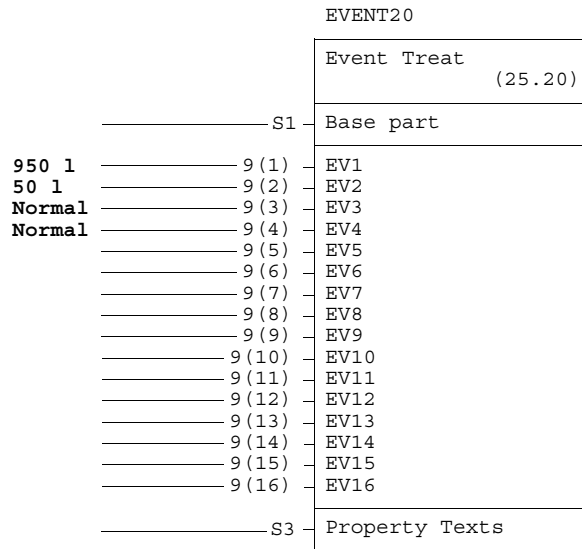 EVENT20
Event Treat
(25.20)
S1 Base part
950 l 9(1) EV1
50 l 9(2) EV2
Normal 9(3) EV3
Normal 9(4) EV4
9(5) EV5
9(6) EV6
9(7) EV7
9(8) EV8
9(9) EV9
9(10) EV10
9(11) EV11
9(12) EV12
9(13) EV13
9(14) EV14
9(15) EV15
9(16) EV16
S3 Property Texts